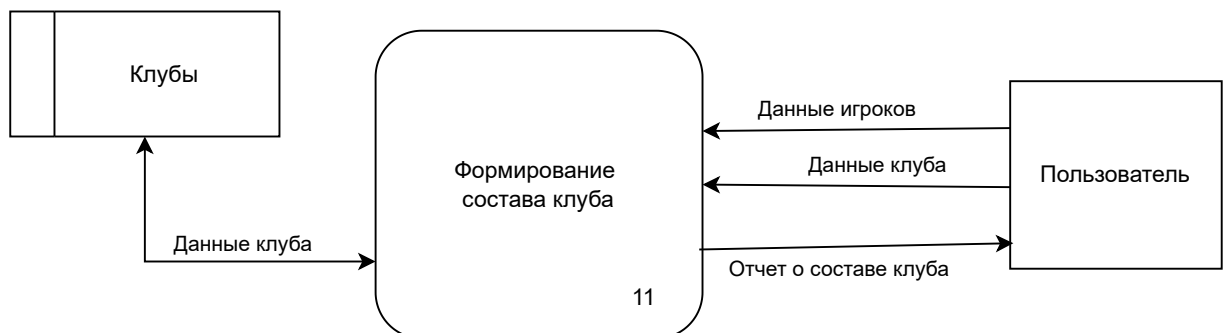 Клубы
Данные игроков
Данные клуба
Формирование
состава клуба
Пользователь
Данные клуба
Отчет о составе клуба
11